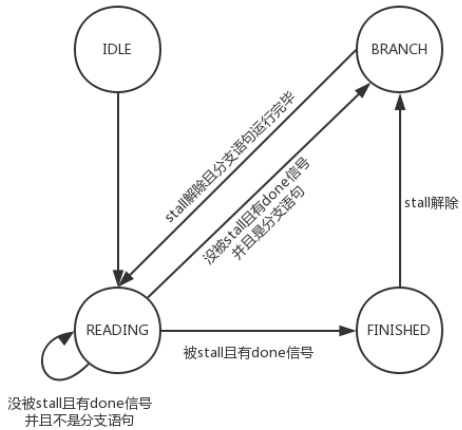 IDLE
BRANCH
stall解除且分支语句运行完毕
没被stall且有done信号
并且是分支语句
stall解除
READING
FINISHED
被stall且有done信号
没被stall且有done信号
并且不是分支语句